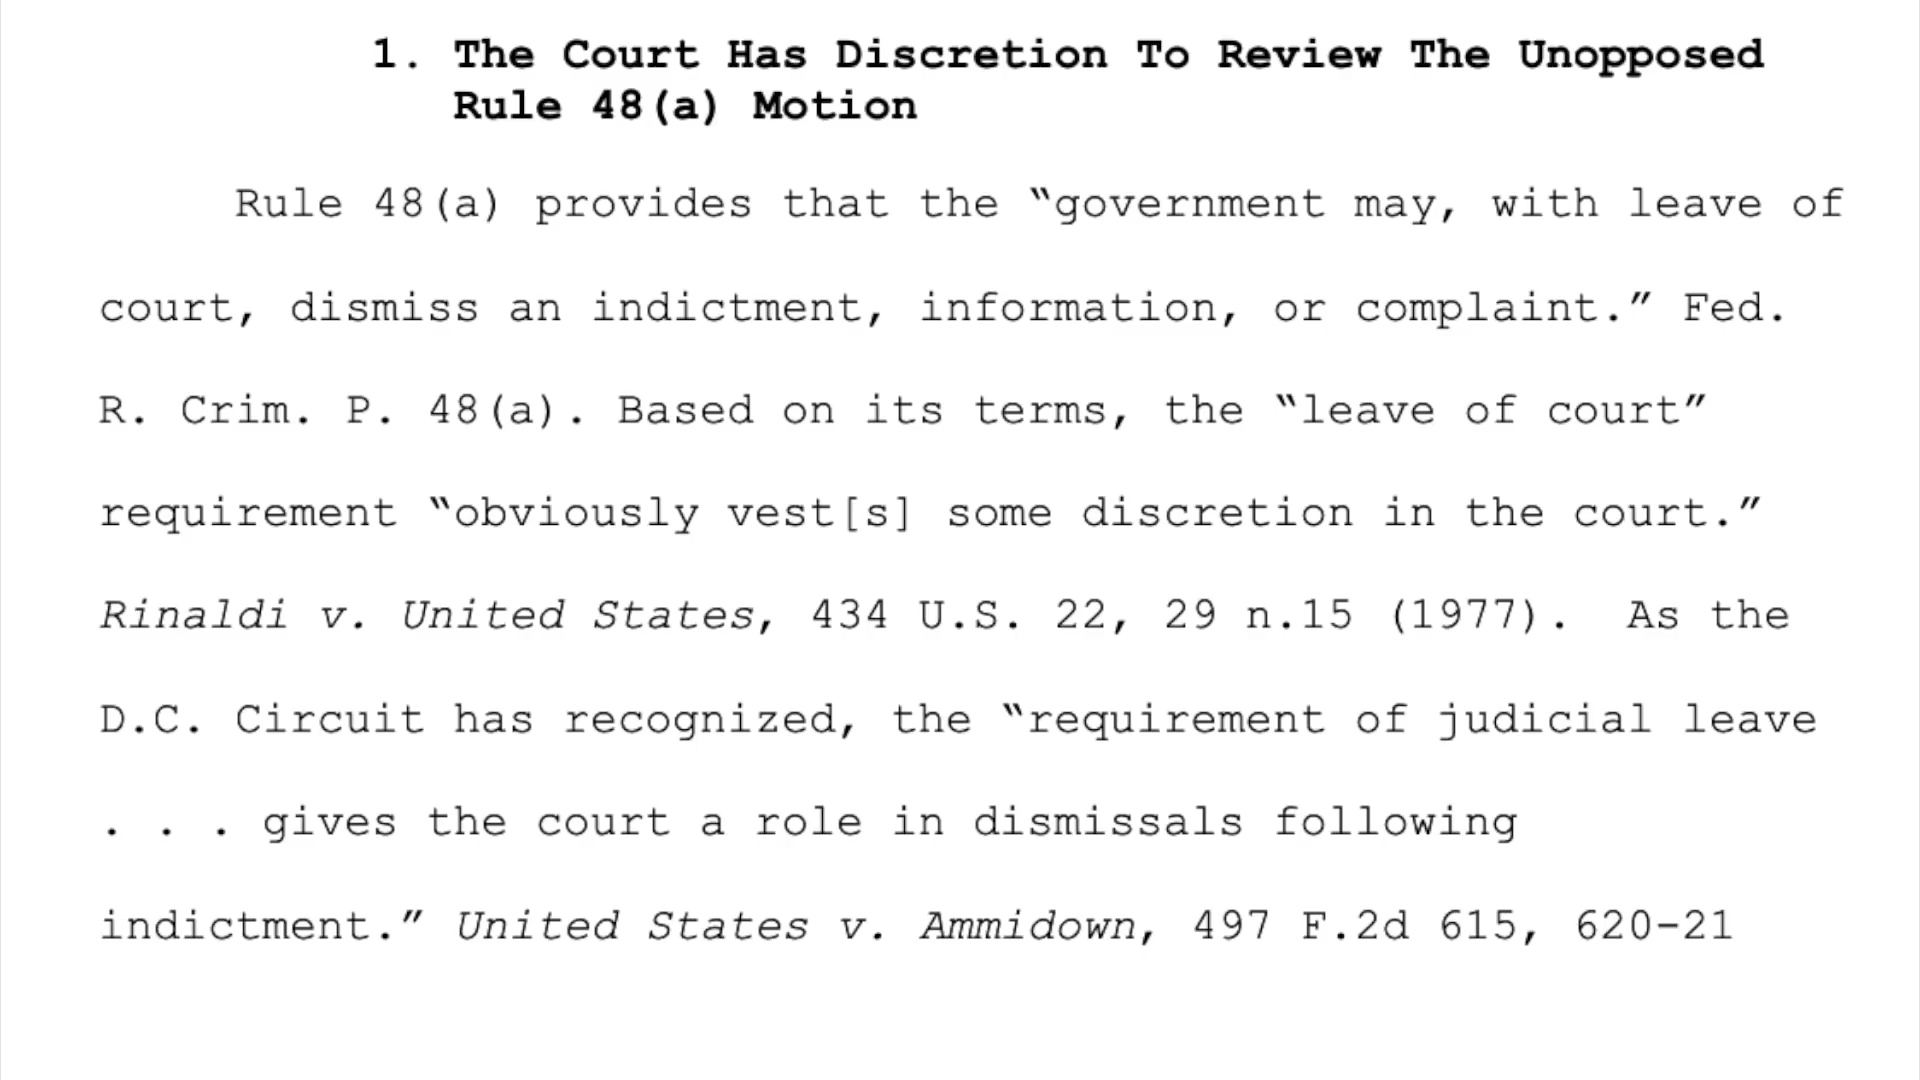 1. The Court Has Discretion To Review The Unopposed
Rule 48(a) Motion
Rule 48(a) provides that the “government may, with leave of
court, dismiss an indictment, information, or complaint.” Fed.
R. Crim. P. 48(a). Based on its terms, the “leave of court”
requirement “obviously vest[s] some discretion in the court.”
Rinaldi v. United States, 434 U.S. 22, 29 n.15 (1977).  As the
D.C. Circuit has recognized, the “requirement of judicial leave
. . . gives the court a role in dismissals following
indictment.” United States v. Ammidown, 497 F.2d 615, 620-21